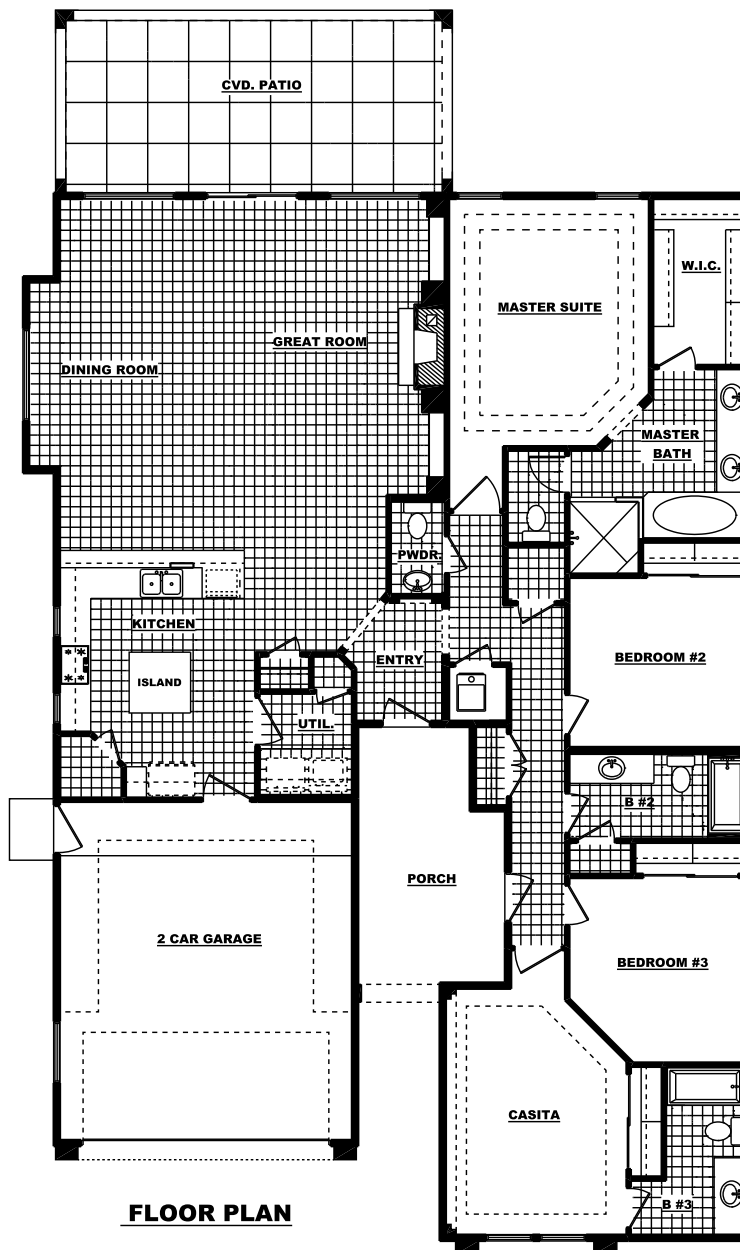 CVD. PATIO
W.I.C.
MASTER SUITE
GREAT ROOM
DINING ROOM
MASTER
BATH
PWDR.
KITCHEN
ENTRY
BEDROOM #2
ISLAND
UTIL.
B #2
PORCH
2 CAR GARAGE
BEDROOM #3
CASITA
B #3
FLOOR PLAN